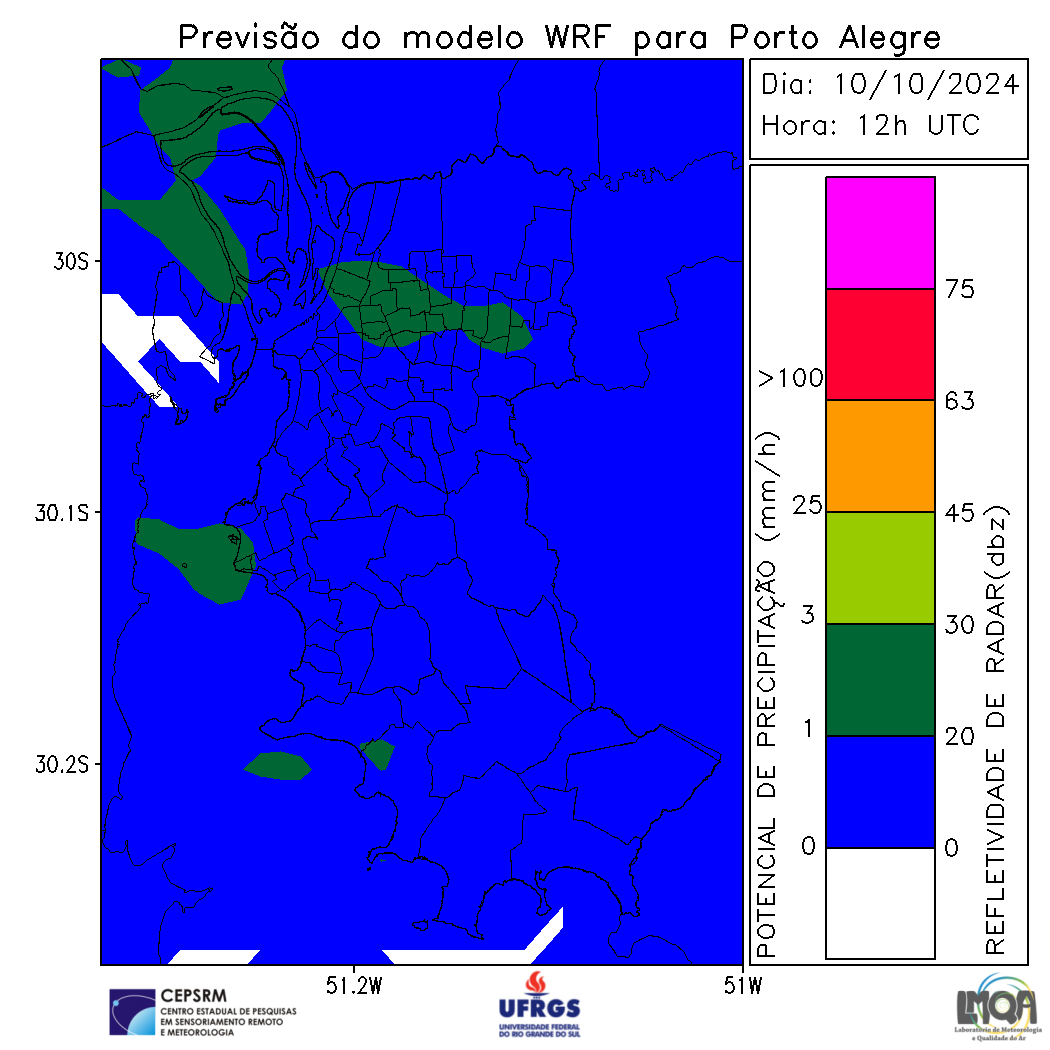 Previsão do modelo WRF para Porto Alegre
Dia: 10/10/2024
Hora: 12h UTC
30S
30.1S
30.2S
51.2W
51W
POTENCIAL DE PRECIPITAÇÃO (mm/h)
>100
25
3
1
0
75
63
45
30
20
0
REFLETIVIDADE DE RADAR(dbz)
CEPSRM
CENTRO ESTADUAL DE PESQUISAS
EM SENSORIAMENTO REMOTO
E METEOROLOGIA
UFRGS
UNIVERSIDADE FEDERAL
DO RIO GRANDE DO SUL
LMQA
Laboratório de Meteorologia
e Qualidade do Ar